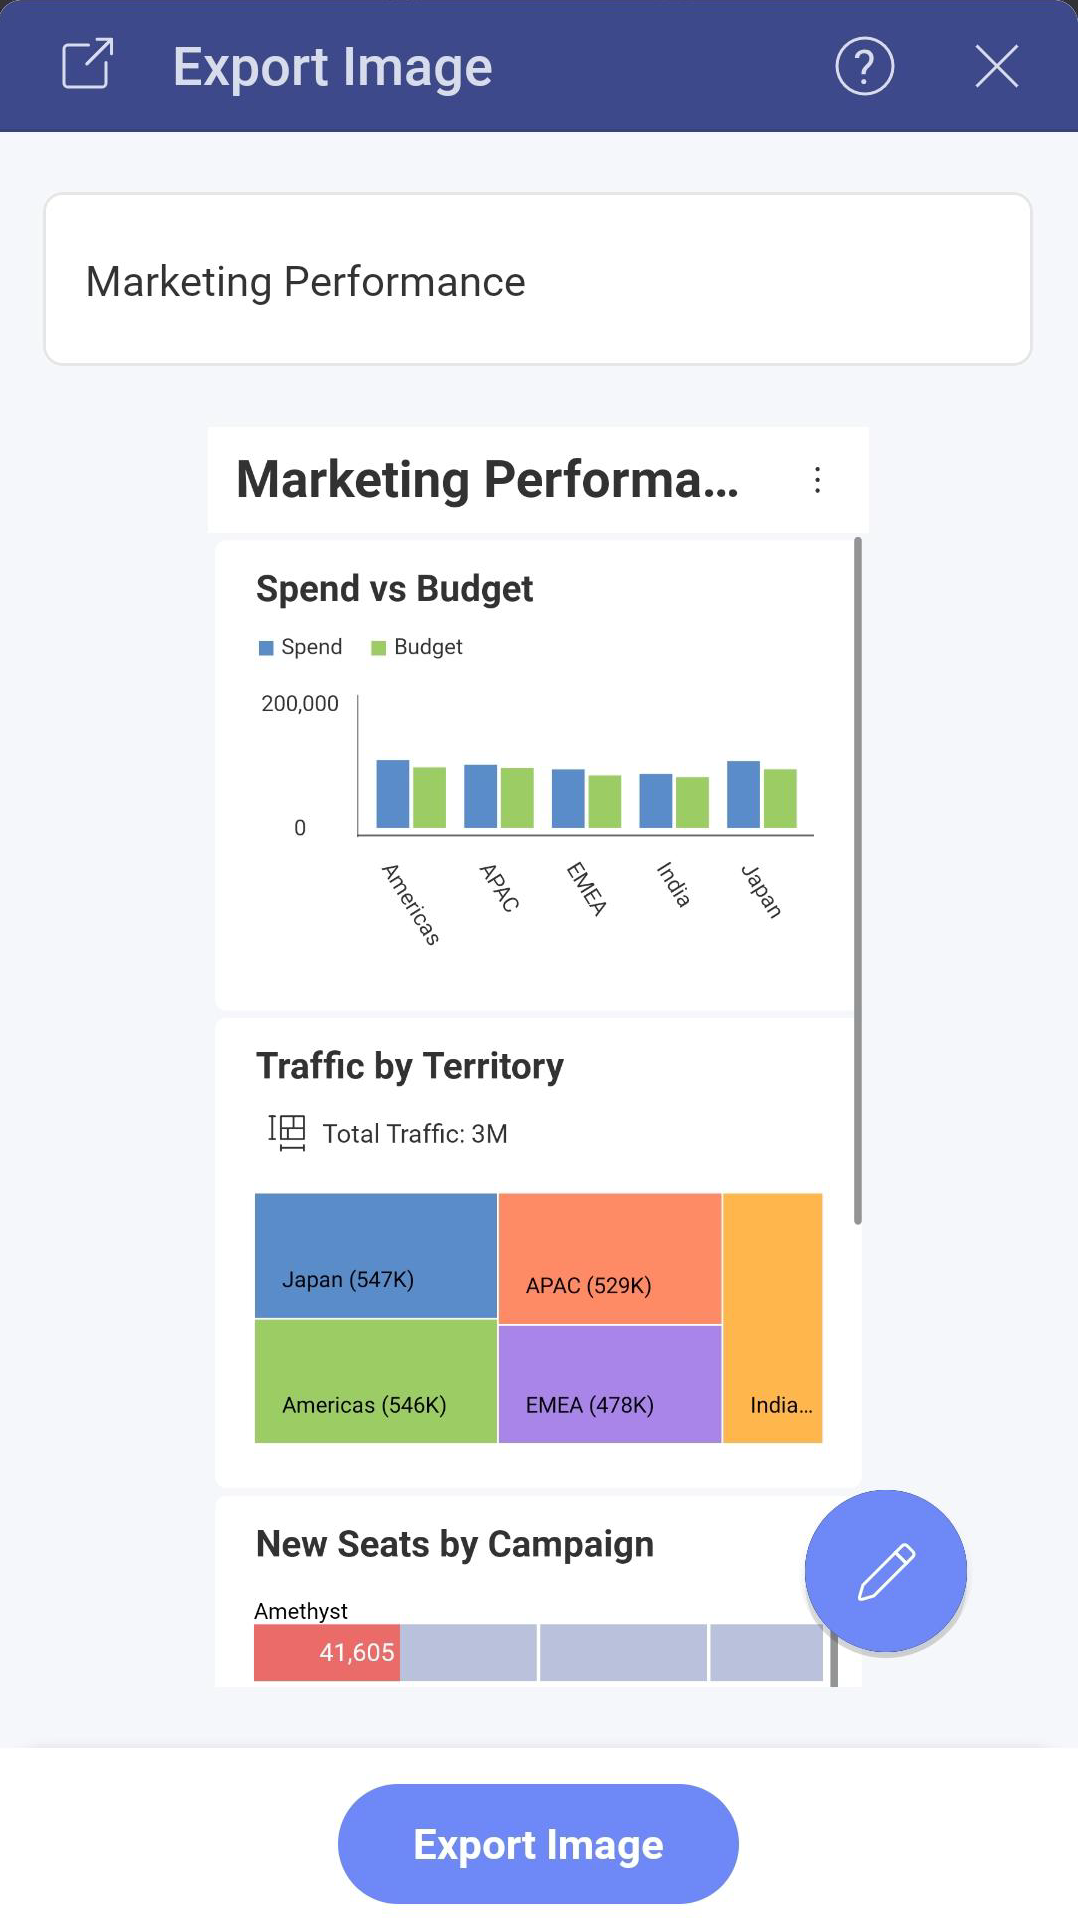 Export Image
?
Marketing Performance
Marketing Performa...
Spend vs Budget
Spend Budget
200,000
0
Americas APAC EMEA India Japan
Traffic by Territory
Total Traffic: 3M
Japan (547K)
APAC (529K)
Americas (546K)
EMEA (478K)
India...
New Seats by Campaign
Amethyst
41,605
Export Image